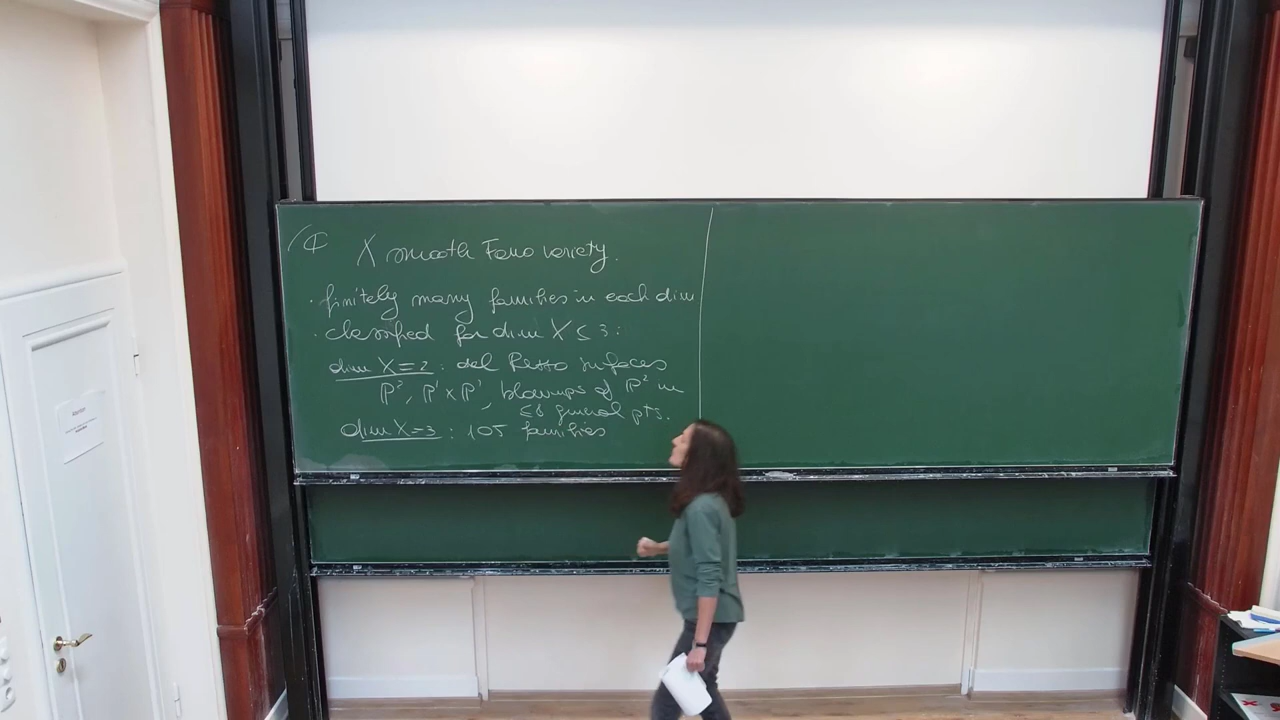 /ℂ X smooth Fano variety.
· finitely many families in each dim
· classified for dim X ≤ 3:
dim X=2: del Pezzo surfaces
ℙ², ℙ¹×ℙ¹, blowups of ℙ² in
≤8 general pts.
dim X=3: 105 families